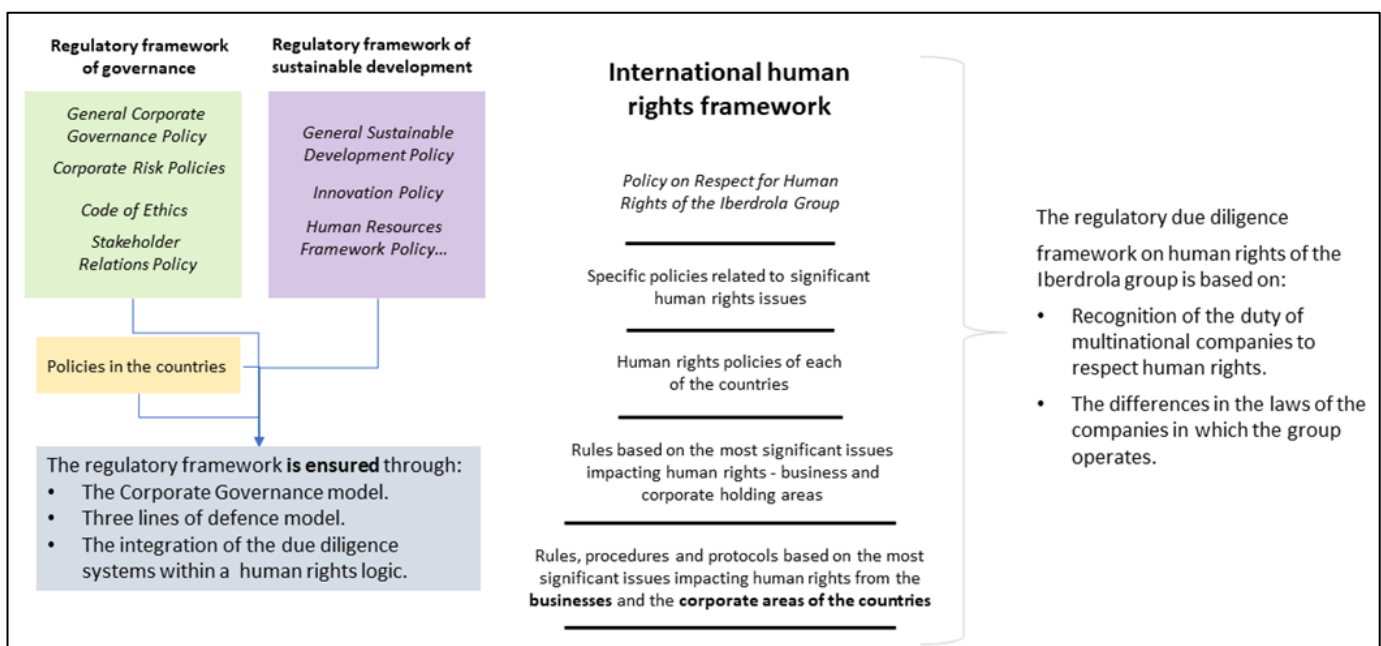 Regulatory framework
of governance
General Corporate
Governance Policy
Corporate Risk Policies
Code of Ethics
Stakeholder
Relations Policy
Regulatory framework of
sustainable development
General Sustainable
Development Policy
Innovation Policy
Human Resources
Framework Policy...
Policies in the countries
The regulatory framework is ensured through:
• The Corporate Governance model.
• Three lines of defence model.
• The integration of the due diligence
systems within a human rights logic.
International human
rights framework
Policy on Respect for Human
Rights of the Iberdrola Group
Specific policies related to significant
human rights issues
Human rights policies of each
of the countries
Rules based on the most significant issues
impacting human rights - business and
corporate holding areas
Rules, procedures and protocols based on the most
significant issues impacting human rights from the
businesses and the corporate areas of the countries
The regulatory due diligence
framework on human rights of the
Iberdrola group is based on:
• Recognition of the duty of
multinational companies to
respect human rights.
• The differences in the laws of the
companies in which the group
operates.